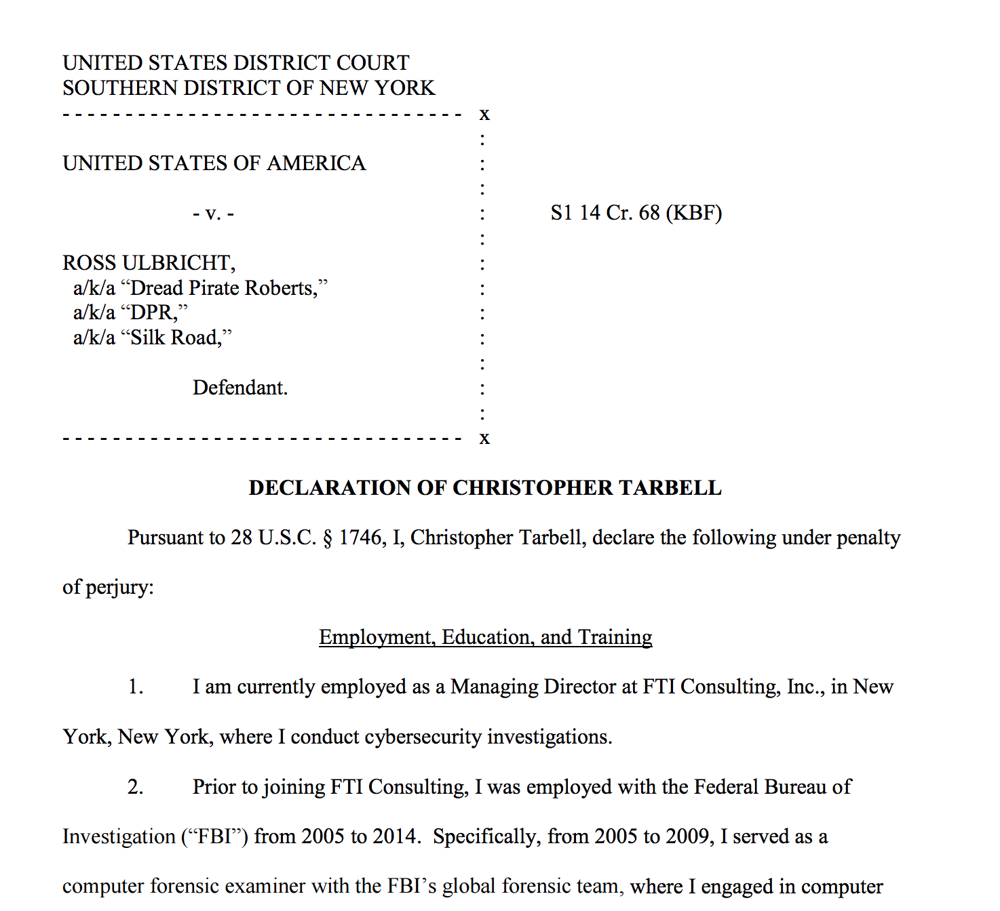 UNITED STATES DISTRICT COURT
SOUTHERN DISTRICT OF NEW YORK
- - - - - - - - - - - - - - - - - - - - - - - - - - - - - - - - x
:
UNITED STATES OF AMERICA :
:
- v. - : S1 14 Cr. 68 (KBF)
:
ROSS ULBRICHT, :
a/k/a “Dread Pirate Roberts,” :
a/k/a “DPR,” :
a/k/a “Silk Road,” :
:
Defendant. :
:
- - - - - - - - - - - - - - - - - - - - - - - - - - - - - - - - x
DECLARATION OF CHRISTOPHER TARBELL
Pursuant to 28 U.S.C. § 1746, I, Christopher Tarbell, declare the following under penalty
of perjury:
Employment, Education, and Training
1. I am currently employed as a Managing Director at FTI Consulting, Inc., in New
York, New York, where I conduct cybersecurity investigations.
2. Prior to joining FTI Consulting, I was employed with the Federal Bureau of
Investigation (“FBI”) from 2005 to 2014. Specifically, from 2005 to 2009, I served as a
computer forensic examiner with the FBI’s global forensic team, where I engaged in computer